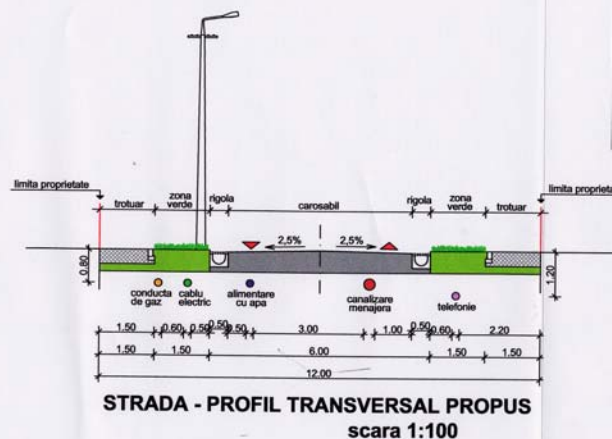 limita proprietate
limita proprieta
trotuar
zona verde
rigola
carosabil
rigola
zona verde
trotuar
2,5%
2,5%
0.80
1.20
conducta de gaz
cablu electric
alimentare cu apa
canalizare menajera
telefonie
1.50
0.60
0.50
0.50
0.50
3.00
1.00
0.50
0.60
2.20
1.50
1.50
6.00
1.50
1.50
12.00
STRADA - PROFIL TRANSVERSAL PROPUS
scara 1:100